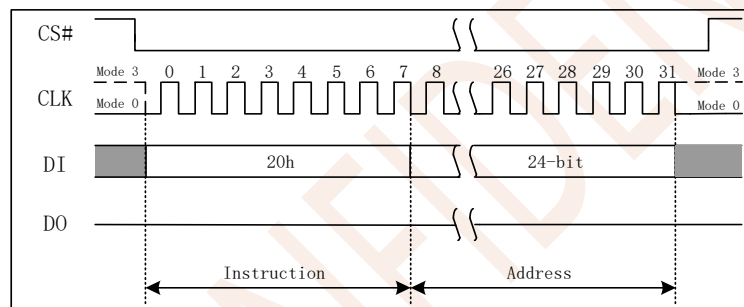 CS#
Mode 3 0 1 2 3 4 5 6 7 8 26 27 28 29 30 31 Mode 3
CLK
Mode 0 Mode 0
DI 20h 24-bit
DO
Instruction Address